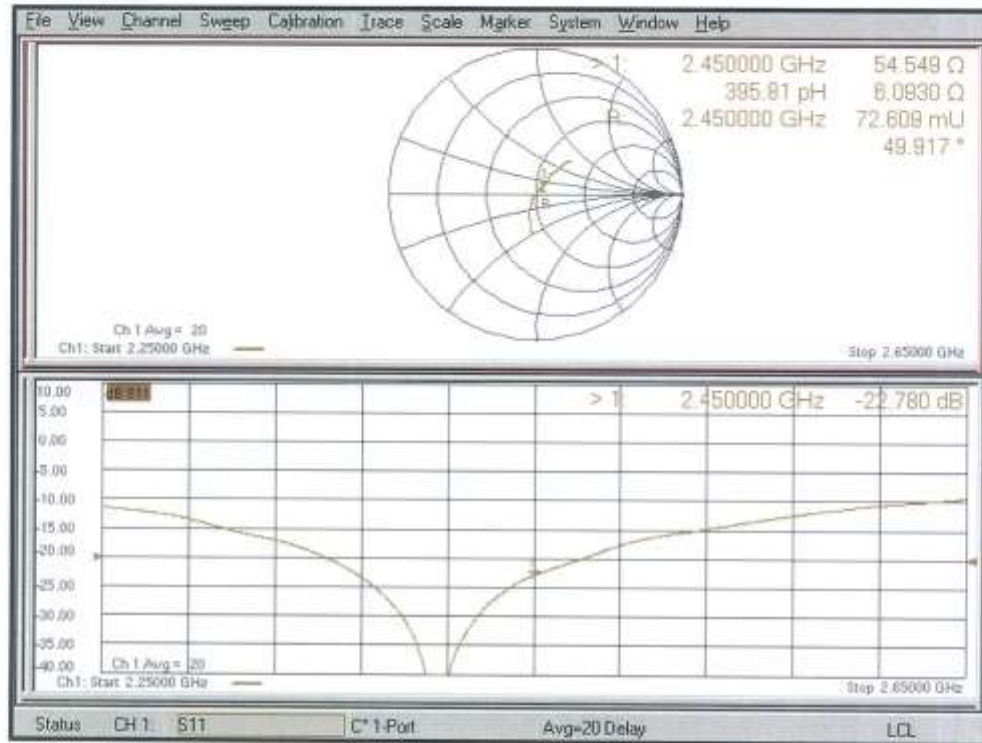 File View Channel Sweep Calibration Trace Scale Marker System Window Help
> 1: 2.450000 GHz 54.549 Ω
395.81 pH 6.0930 Ω
R: 2.450000 GHz 72.609 mU
49.917 °
Ch 1 Avg = 20
Ch1: Start 2.25000 GHz
Stop 2.65000 GHz
10.00
dB S11
> 1: 2.450000 GHz -22.780 dB
5.00
0.00
-5.00
-10.00
-15.00
-20.00
-25.00
-30.00
-35.00
-40.00
Ch 1 Avg = 20
Ch1: Start 2.25000 GHz
Stop 2.65000 GHz
Status CH 1: S11 C* 1-Port Avg=20 Delay LCL